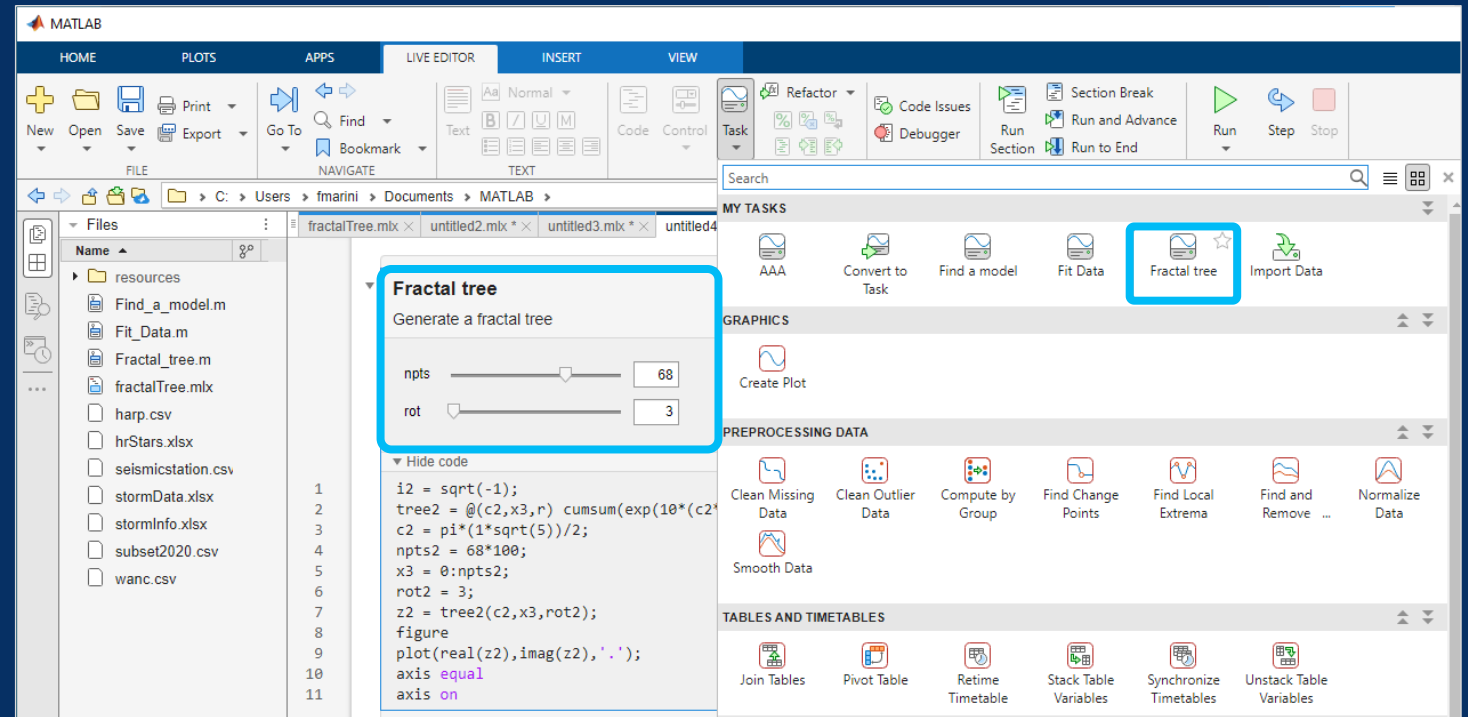 MATLAB
HOME PLOTS APPS LIVE EDITOR INSERT VIEW
New Open Save Print Export
FILE
Go To Find Bookmark
NAVIGATE
Text Aa Normal B I U M
TEXT
Code Control Task Refactor
Code Issues
Debugger
Run Section
Section Break
Run and Advance
Run to End
Run Step Stop
C: Users fmarini Documents MATLAB
Files
Name
resources
Find_a_model.m
Fit_Data.m
Fractal_tree.m
fractalTree.mlx
harp.csv
hrStars.xlsx
seismicstation.csv
stormData.xlsx
stormInfo.xlsx
subset2020.csv
wanc.csv
fractalTree.mlx untitled2.mlx * untitled3.mlx * untitled4
Fractal tree
Generate a fractal tree
npts 68
rot 3
Hide code
1 i2 = sqrt(-1);
2 tree2 = @(c2,x3,r) cumsum(exp(10*(c2*
3 c2 = pi*(1*sqrt(5))/2;
4 npts2 = 68*100;
5 x3 = 0:npts2;
6 rot2 = 3;
7 z2 = tree2(c2,x3,rot2);
8 figure
9 plot(real(z2),imag(z2),'.');
10 axis equal
11 axis on
Search
MY TASKS
AAA
Convert to Task
Find a model
Fit Data
Fractal tree
Import Data
GRAPHICS
Create Plot
PREPROCESSING DATA
Clean Missing Data
Clean Outlier Data
Compute by Group
Find Change Points
Find Local Extrema
Find and Remove ...
Normalize Data
Smooth Data
TABLES AND TIMETABLES
Join Tables
Pivot Table
Retime Timetable
Stack Table Variables
Synchronize Timetables
Unstack Table Variables